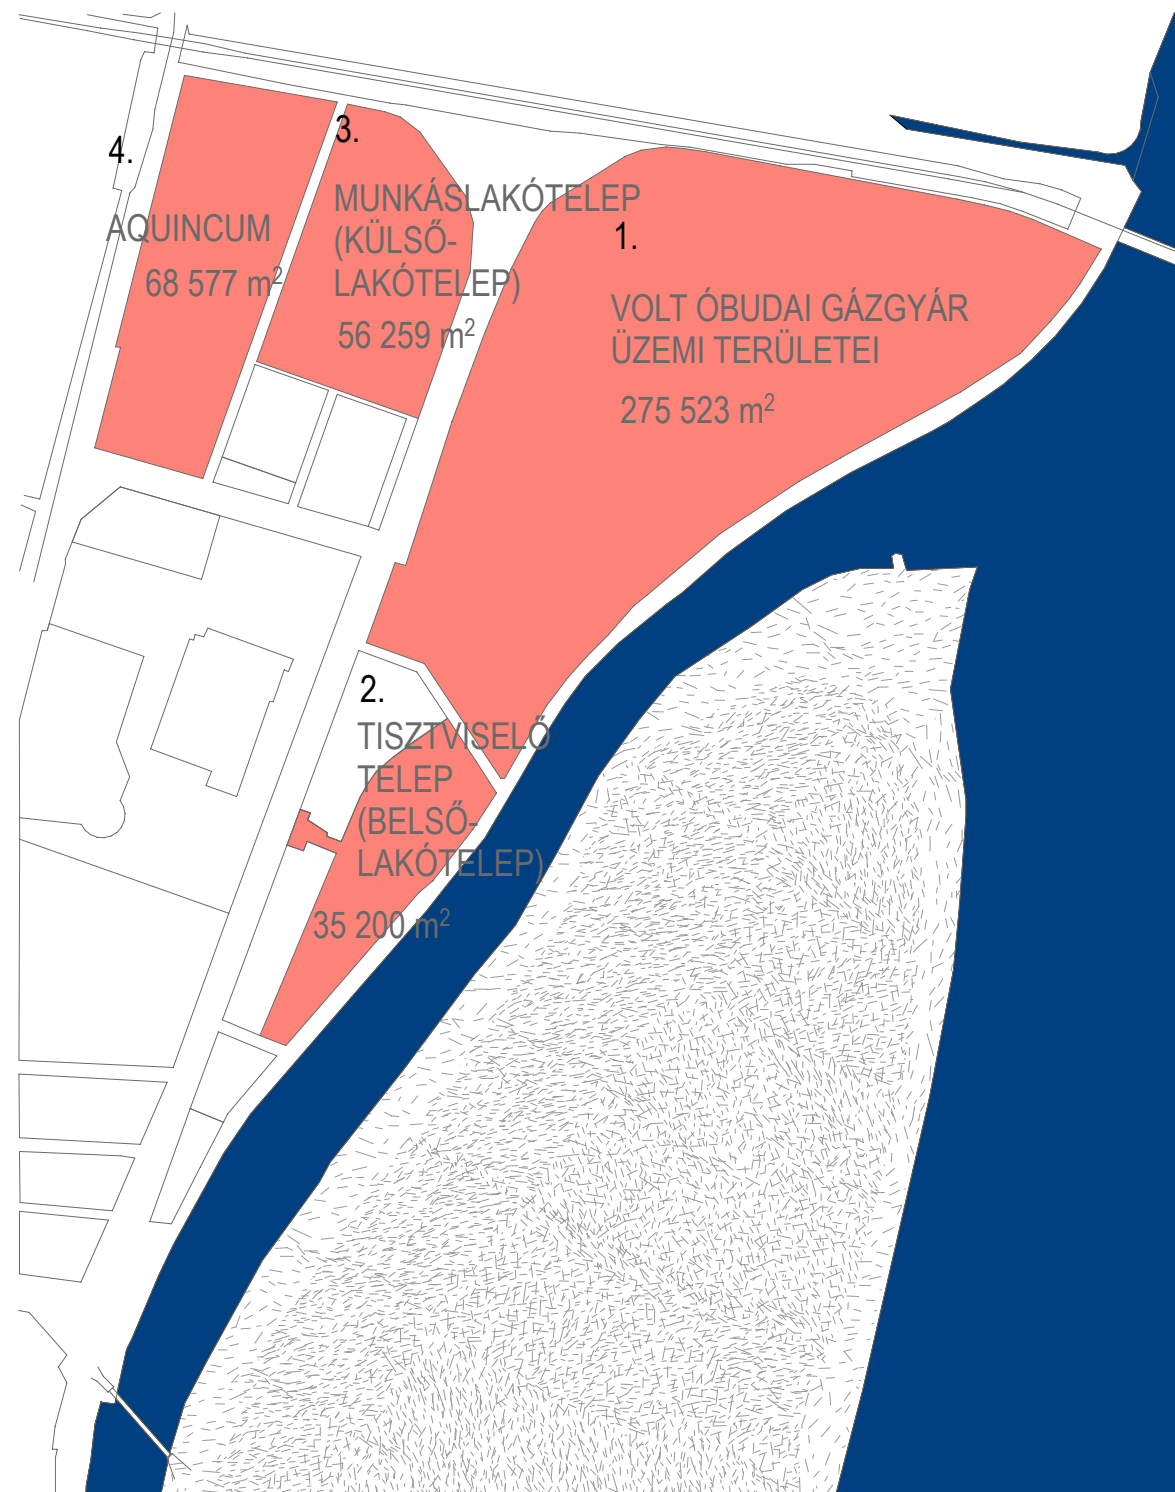 4.
AQUINCUM
68 577 m²
3.
MUNKÁSLAKÓTELEP
(KÜLSŐ-
LAKÓTELEP)
56 259 m²
1.
VOLT ÓBUDAI GÁZGYÁR
ÜZEMI TERÜLETEI
275 523 m²
2.
TISZTVISELŐ
TELEP
(BELSŐ-
LAKÓTELEP)
35 200 m²